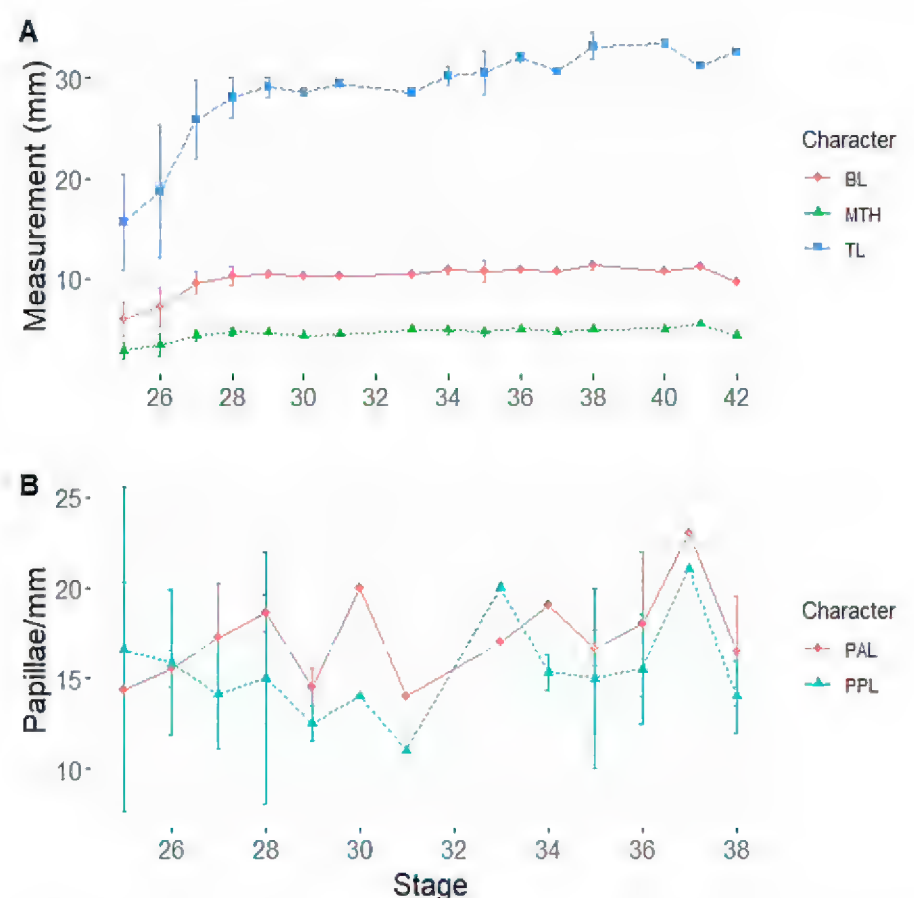 A
Measurement (mm)
30
20
10
26 28 30 32 34 36 38 40 42
Character
BL
MTH
TL
B
Papillae/mm
25
20
15
10
26 28 30 32 34 36 38
Stage
Character
PAL
PPL